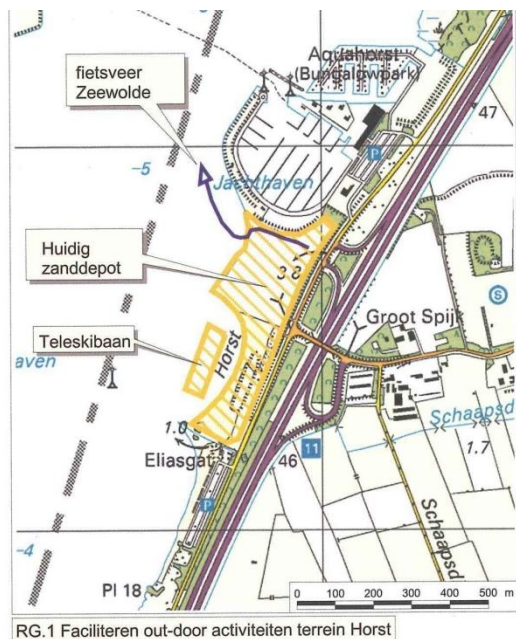 Aquahorst
(Bungalowpark)
fietsveer
Zeewolde
47
P
-5
Jachthaven
Huidig
zanddepot
3.8
S
Groot Spijk
Teleskibaan
Horst
aven
1.0
Schaapsd
Eliasgat
1.7
46
11
P
Schaapsd
-4
Pl 18
0 100 200 300 400 500 m
RG.1 Faciliteren out-door activiteiten terrein Horst